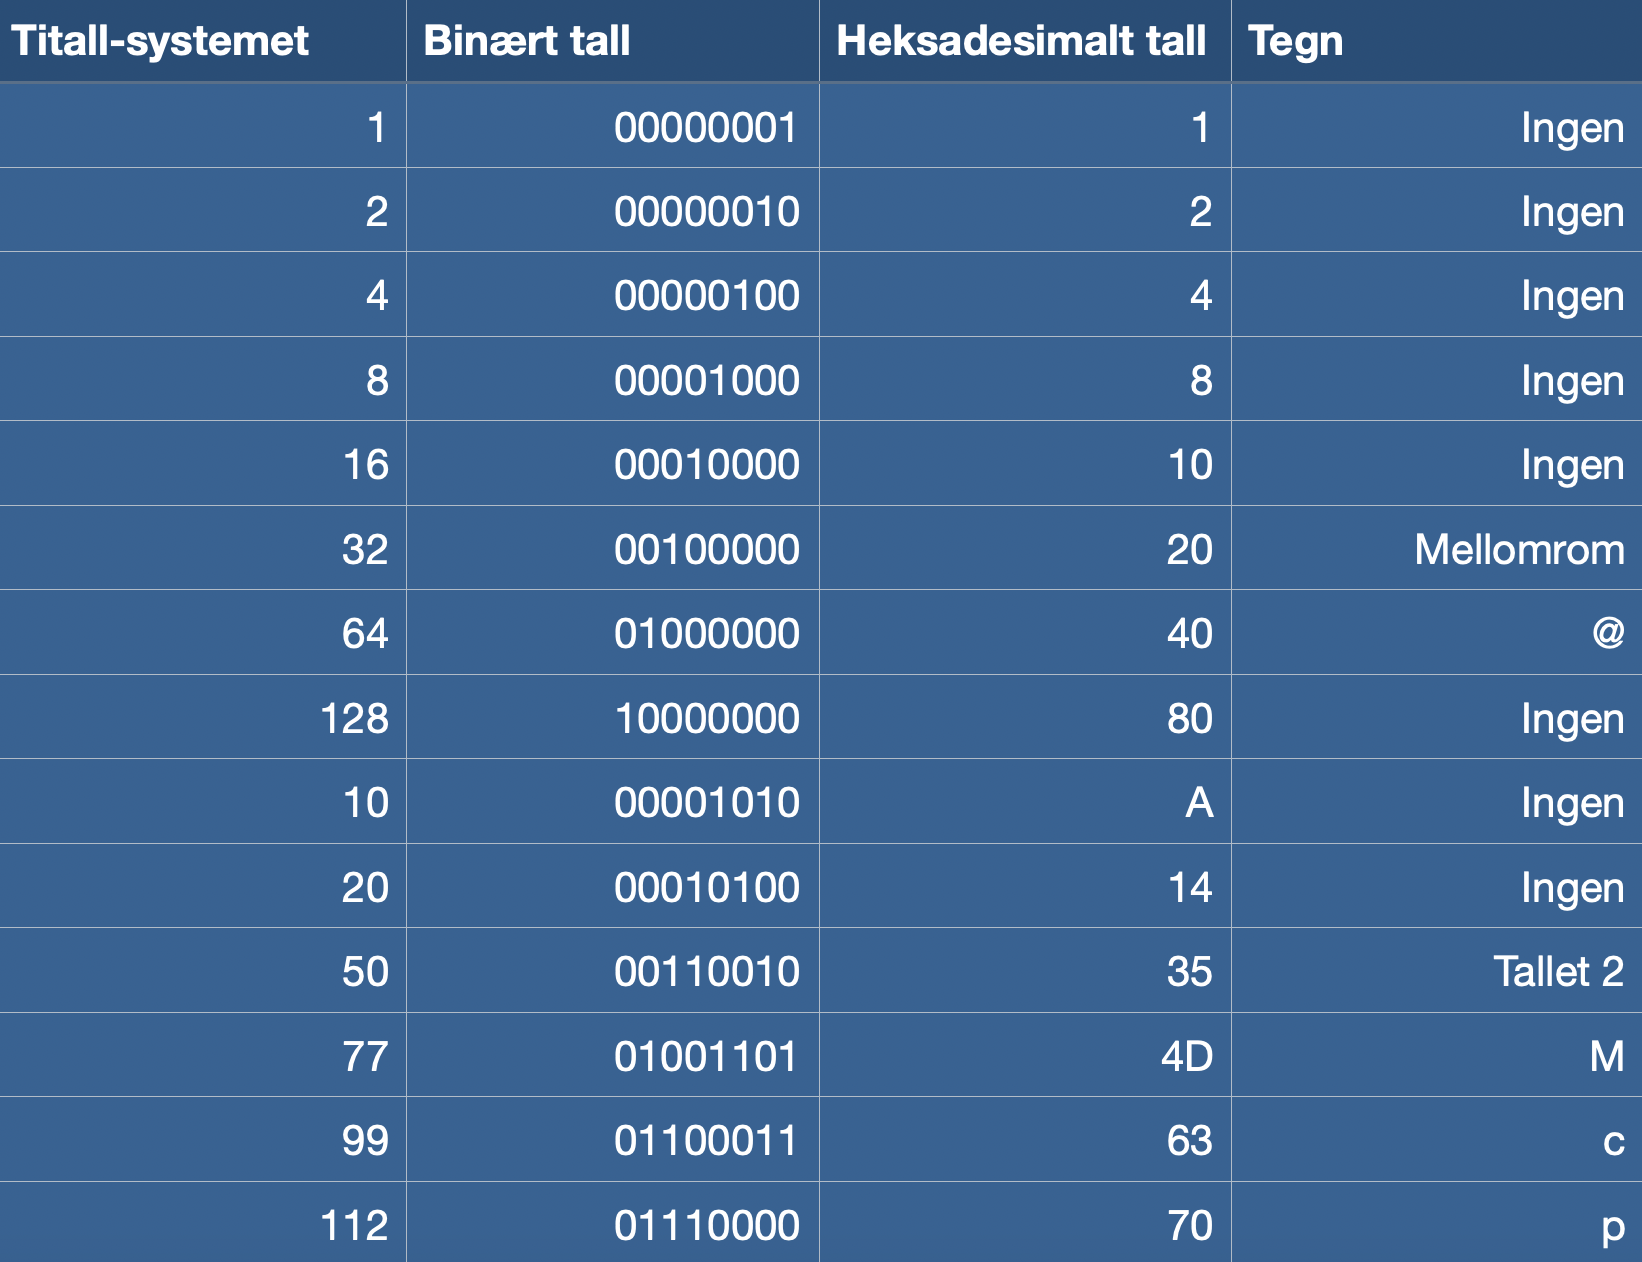 Titall-systemet Binært tall Heksadesimalt tall Tegn
1 00000001 1 Ingen
2 00000010 2 Ingen
4 00000100 4 Ingen
8 00001000 8 Ingen
16 00010000 10 Ingen
32 00100000 20 Mellomrom
64 01000000 40 @
128 10000000 80 Ingen
10 00001010 A Ingen
20 00010100 14 Ingen
50 00110010 35 Tallet 2
77 01001101 4D M
99 01100011 63 c
112 01110000 70 p